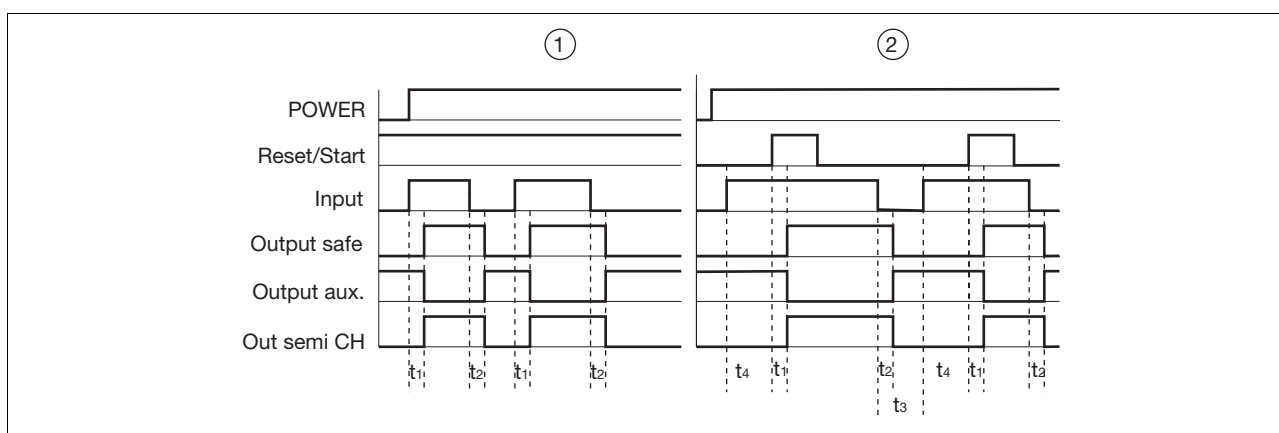 1 2
POWER
Reset/Start
Input
Output safe
Output aux.
Out semi CH
t1 t2 t1 t2 t4 t1 t2 t4 t1 t2
t3